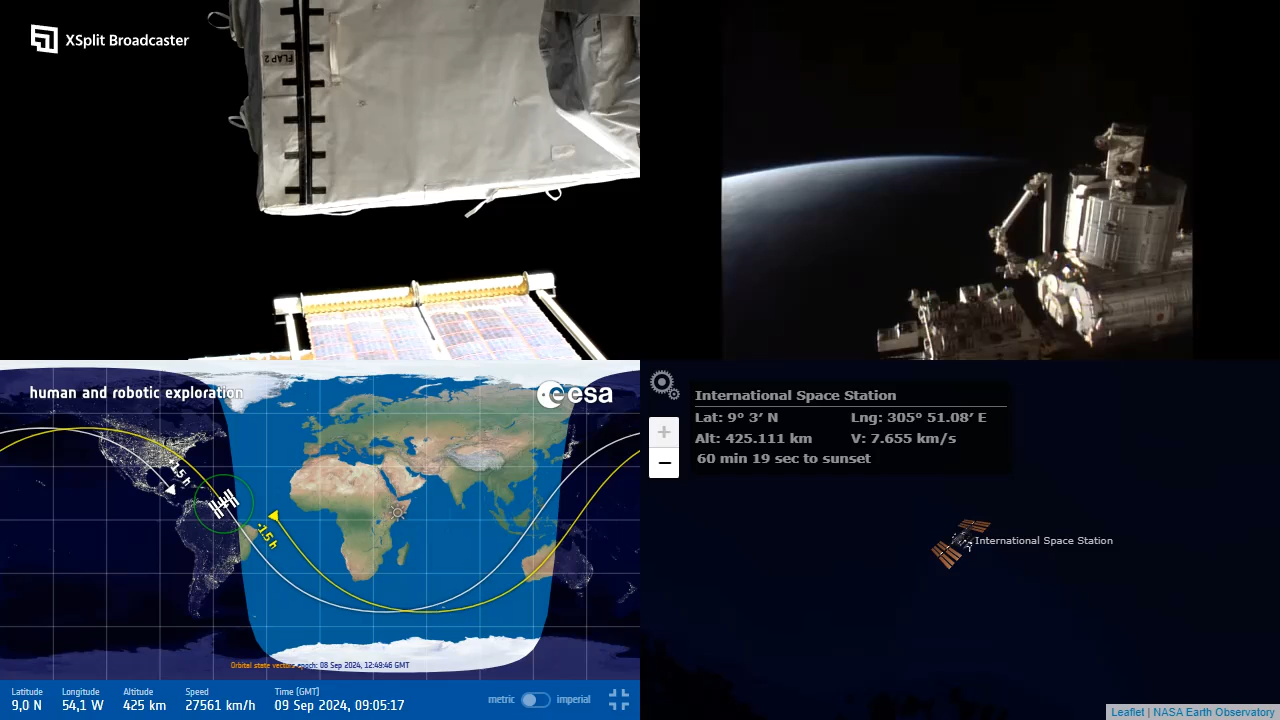 XSplit Broadcaster
FLAP 2
human and robotic exploration
esa
1.5 h
-1.5 h
Orbital state vectors epoch: 08 Sep 2024, 12:49:46 GMT
Latitude
9,0 N
Longitude
54,1 W
Altitude
425 km
Speed
27561 km/h
Time [GMT]
09 Sep 2024, 09:05:17
metric
imperial
International Space Station
Lat: 9° 3′ N
Lng: 305° 51.08′ E
Alt: 425.111 km
V: 7.655 km/s
60 min 19 sec to sunset
+
−
International Space Station
Leaflet | NASA Earth Observatory